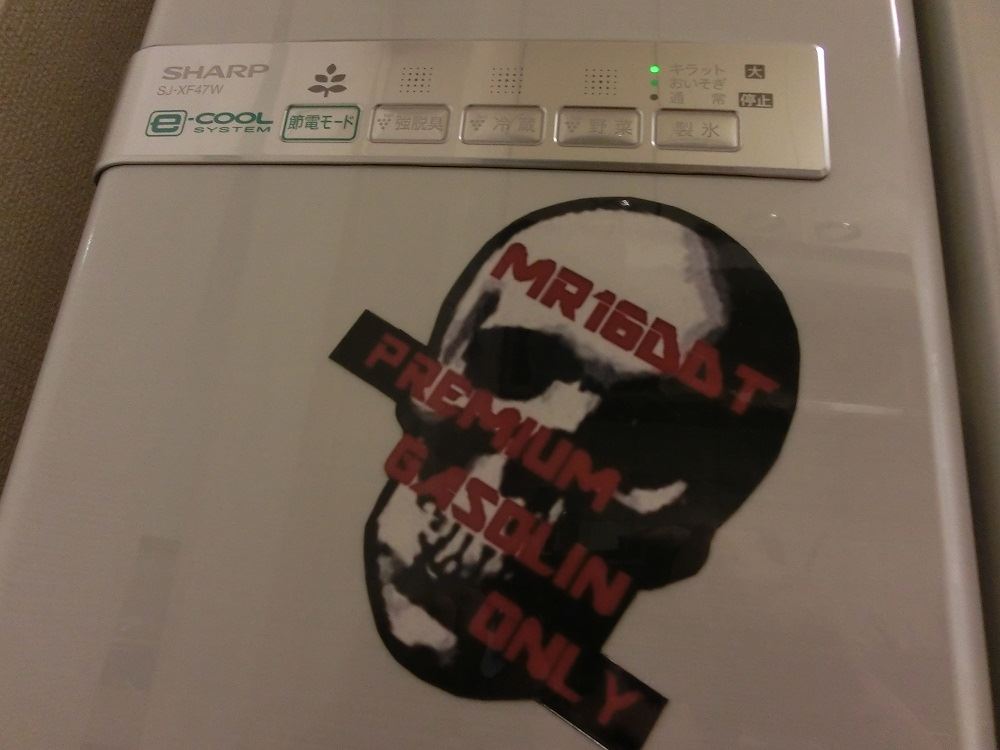 SHARP
SJ-XF47W
e-COOL
SYSTEM
節電モード
強脱臭
冷蔵
野菜
製氷
キラット
おいそぎ
通常
大
停止
MR16DDT
PREMIUM
GASOLIN
ONLY